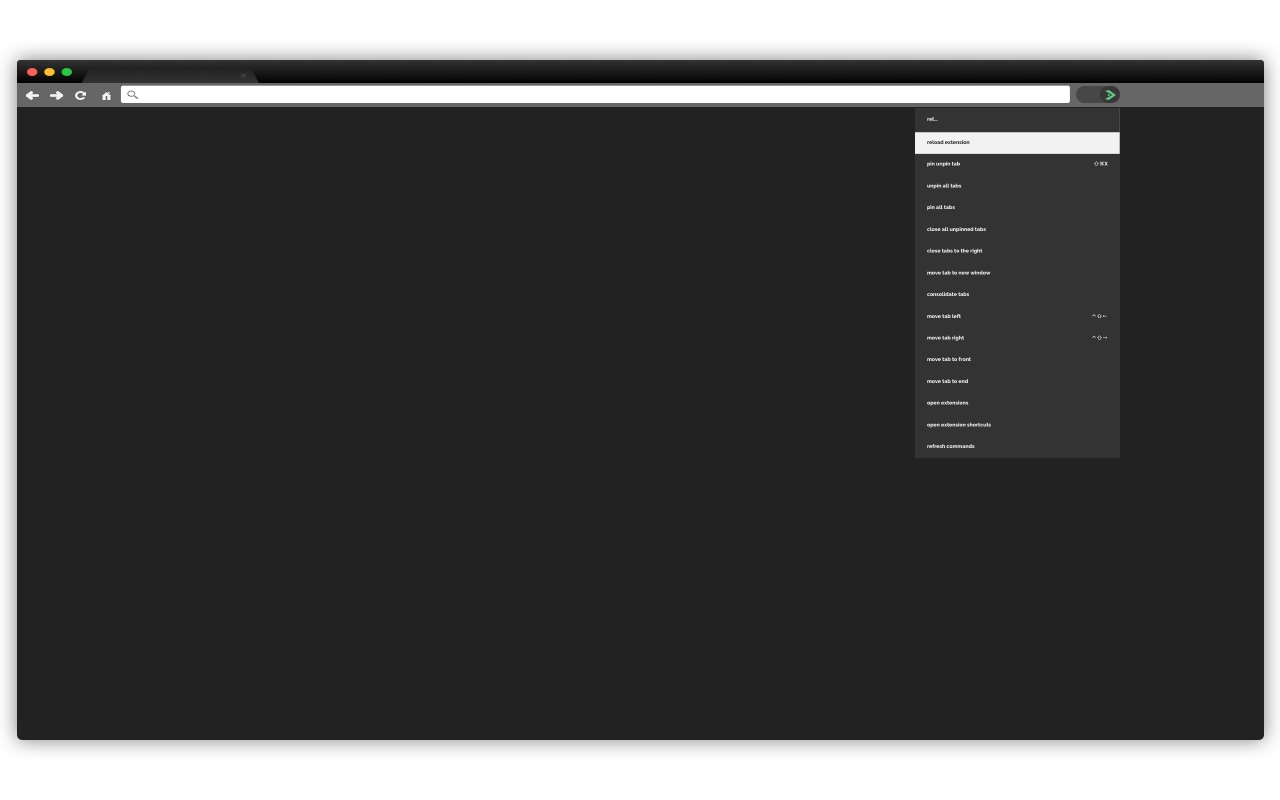 rel...
reload extension
pin unpin tab ⇧⌘X
unpin all tabs
pin all tabs
close all unpinned tabs
close tabs to the right
move tab to new window
consolidate tabs
move tab left ^⇧←
move tab right ^⇧→
move tab to front
move tab to end
open extensions
open extension shortcuts
refresh commands